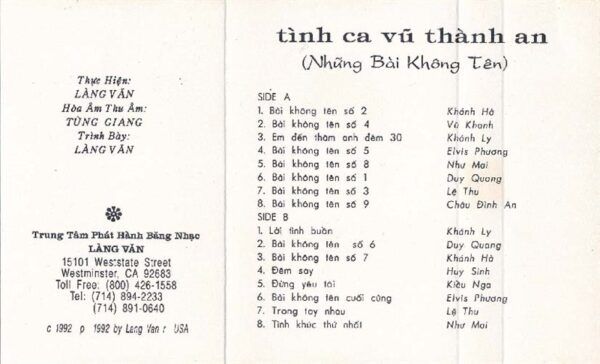 Thực Hiện:
LÀNG VĂN
Hòa Âm Thu Âm:
TÙNG GIANG
Trình Bày:
LÀNG VĂN
Trung Tâm Phát Hành Băng Nhạc
LÀNG VĂN
15101 Weststate Street
Westminster, CA 92683
Toll Free: (800) 426-1558
Tel: (714) 894-2233
(714) 891-0640
c 1992 p 1992 by Lang Van USA
tình ca vũ thành an
(Những Bài Không Tên)
SIDE A
1. Bài không tên số 2 Khánh Hà
2. Bài không tên số 4 Vũ Khanh
3. Em đến thăm anh đêm 30 Khánh Ly
4. Bài không tên số 5 Elvis Phương
5. Bài không tên số 8 Như Mai
6. Bài không tên số 1 Duy Quang
7. Bài không tên số 3 Lệ Thu
8. Bài không tên số 9 Châu Đình An
SIDE B
1. Lời tình buồn Khánh Ly
2. Bài không tên số 6 Duy Quang
3. Bài không tên số 7 Khánh Hà
4. Đêm say Huy Sinh
5. Đừng yêu tôi Kiều Nga
6. Bài không tên cuối cùng Elvis Phương
7. Trong tay nhau Lệ Thu
8. Tình khúc thứ nhất Như Mai